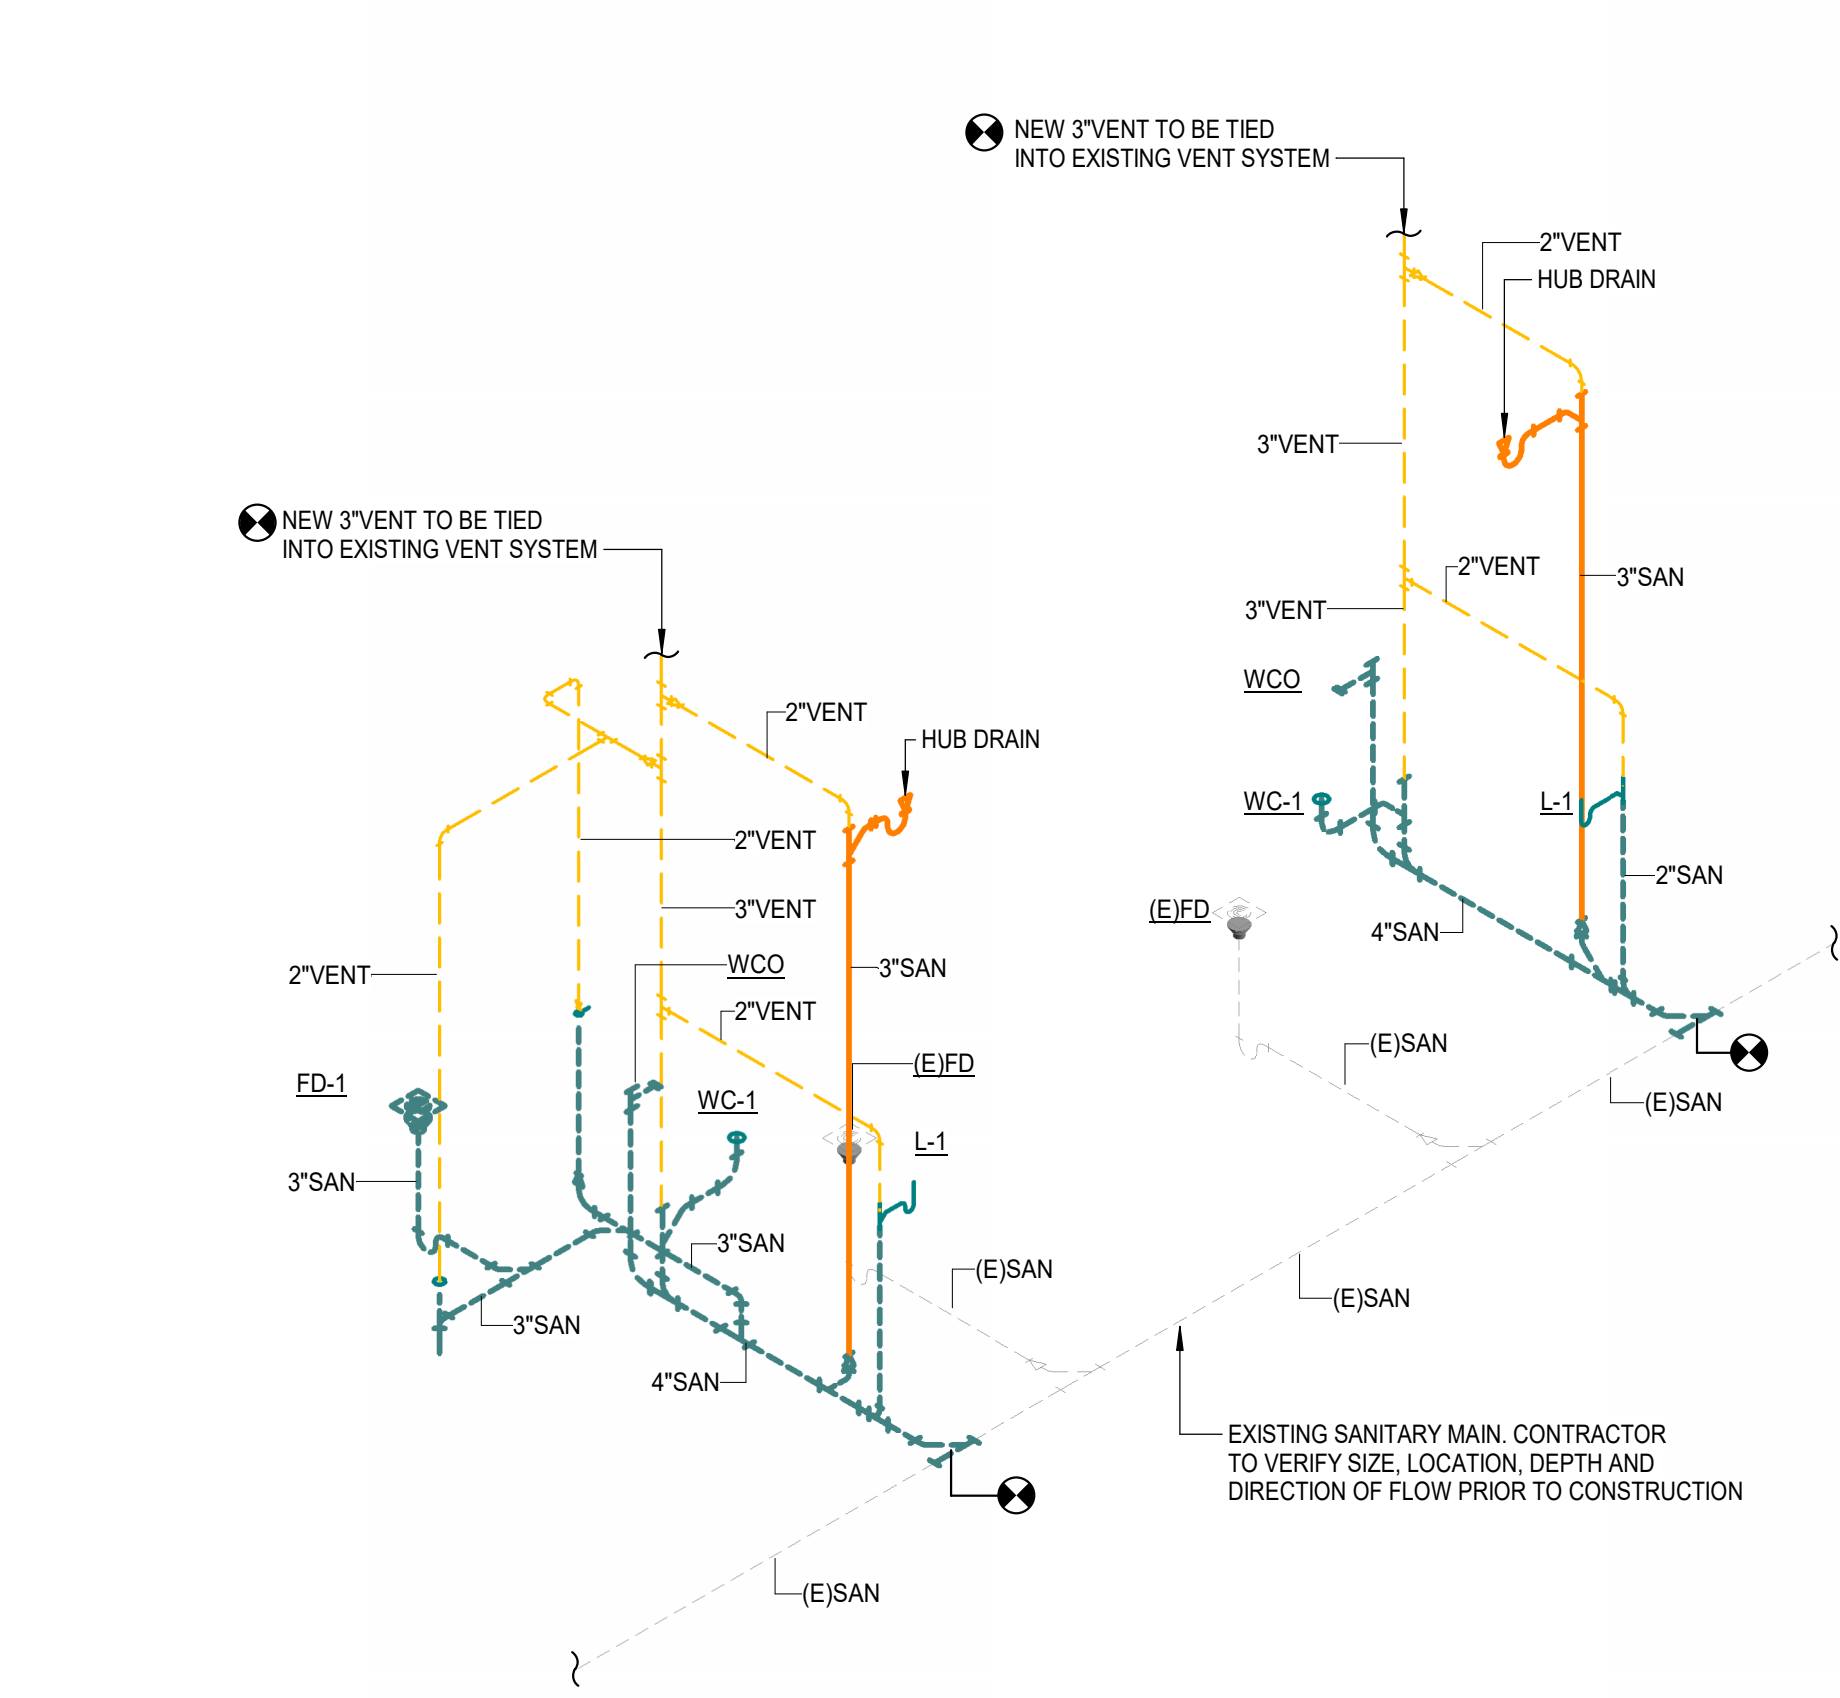 NEW 3"VENT TO BE TIED
INTO EXISTING VENT SYSTEM
2"VENT
HUB DRAIN
3"VENT
2"VENT
3"SAN
3"VENT
WCO
WC-1
L-1
2"SAN
(E)FD
4"SAN
(E)SAN
(E)SAN
NEW 3"VENT TO BE TIED
INTO EXISTING VENT SYSTEM
2"VENT
HUB DRAIN
2"VENT
3"VENT
WCO
3"SAN
2"VENT
2"VENT
(E)FD
FD-1
WC-1
L-1
3"SAN
3"SAN
(E)SAN
(E)SAN
3"SAN
4"SAN
EXISTING SANITARY MAIN. CONTRACTOR
TO VERIFY SIZE, LOCATION, DEPTH AND
DIRECTION OF FLOW PRIOR TO CONSTRUCTION
(E)SAN